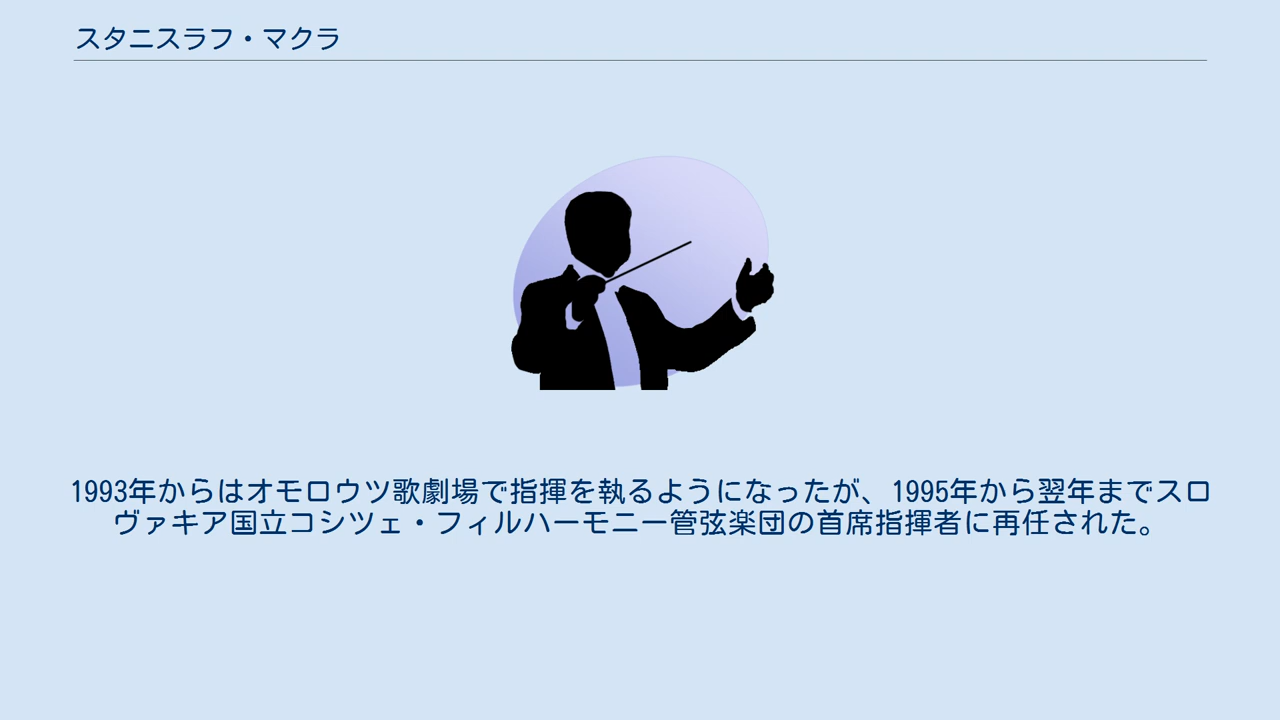 スタニスラフ・マクラ
1993年からはオモロウツ歌劇場で指揮を執るようになったが、1995年から翌年までスロ
ヴァキア国立コシツェ・フィルハーモニー管弦楽団の首席指揮者に再任された。